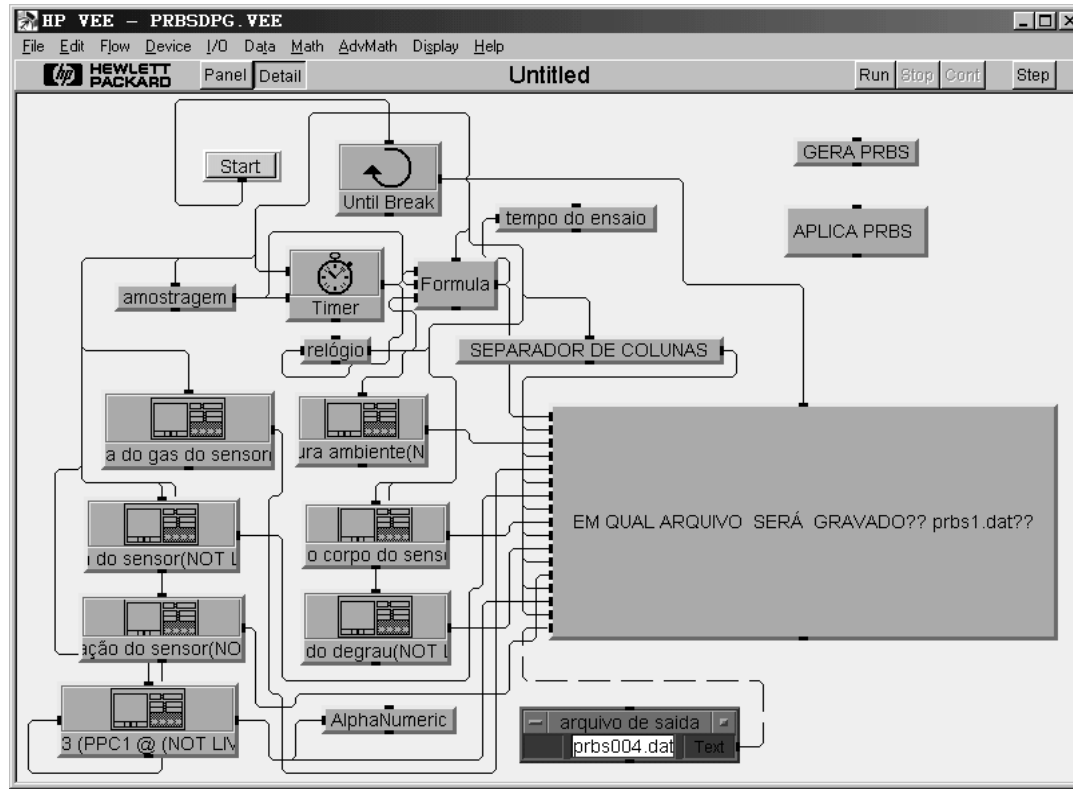 HP VEE – PRBSDPG.VEE
File Edit Flow Device I/O Data Math AdvMath Display Help
hp HEWLETT PACKARD Panel Detail Untitled Run Stop Cont Step
Start
Until Break
GERA PRBS
tempo do ensaio
APLICA PRBS
amostragem
Timer
Formula
relógio
SEPARADOR DE COLUNAS
a do gas do sensor(
ura ambiente(N
EM QUAL ARQUIVO SERÁ GRAVADO?? prbs1.dat??
do sensor(NOT L
o corpo do sens
ação do sensor(NO
do degrau(NOT L
3 (PPC1 @ (NOT LIV
AlphaNumeric
arquivo de saida
prbs004.dat Text